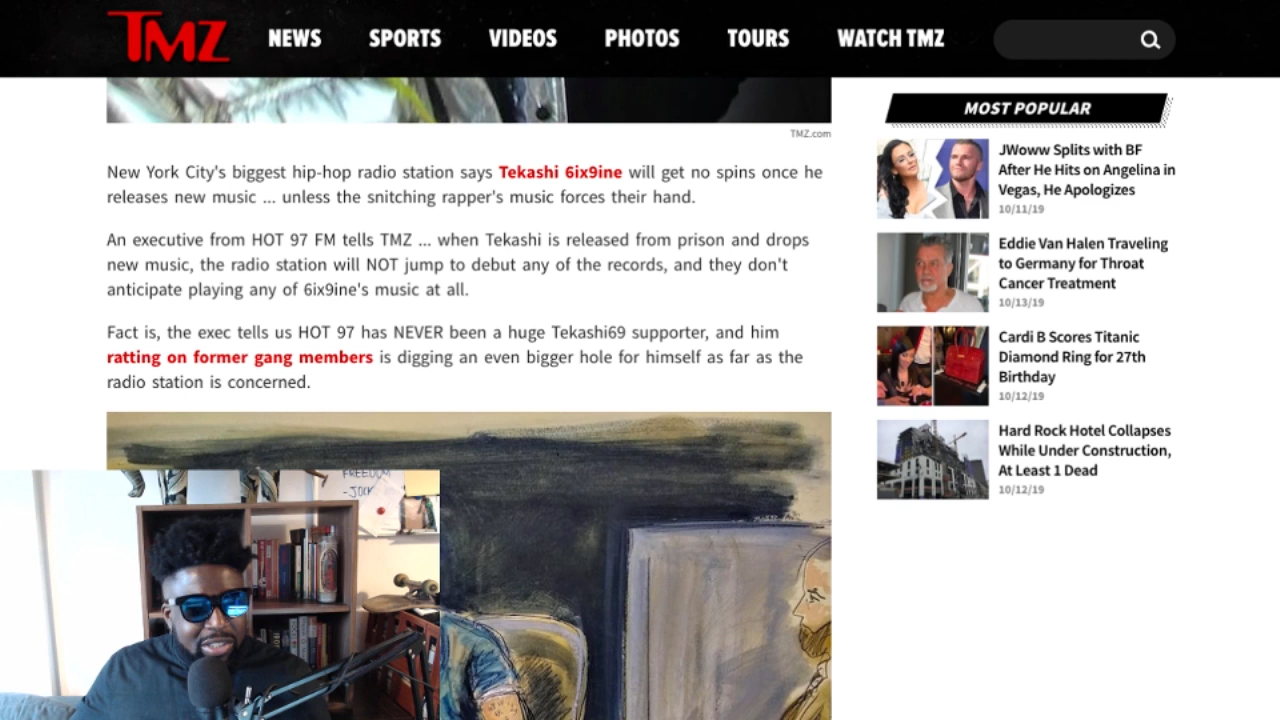 TMZ
NEWS
SPORTS
VIDEOS
PHOTOS
TOURS
WATCH TMZ
TMZ.com
New York City's biggest hip-hop radio station says Tekashi 6ix9ine will get no spins once he
releases new music ... unless the snitching rapper's music forces their hand.
An executive from HOT 97 FM tells TMZ ... when Tekashi is released from prison and drops
new music, the radio station will NOT jump to debut any of the records, and they don't
anticipate playing any of 6ix9ine's music at all.
Fact is, the exec tells us HOT 97 has NEVER been a huge Tekashi69 supporter, and him
ratting on former gang members is digging an even bigger hole for himself as far as the
radio station is concerned.
MOST POPULAR
JWoww Splits with BF
After He Hits on Angelina in
Vegas, He Apologizes
10/11/19
Eddie Van Halen Traveling
to Germany for Throat
Cancer Treatment
10/13/19
Cardi B Scores Titanic
Diamond Ring for 27th
Birthday
10/12/19
Hard Rock Hotel Collapses
While Under Construction,
At Least 1 Dead
10/12/19
FREEDOM